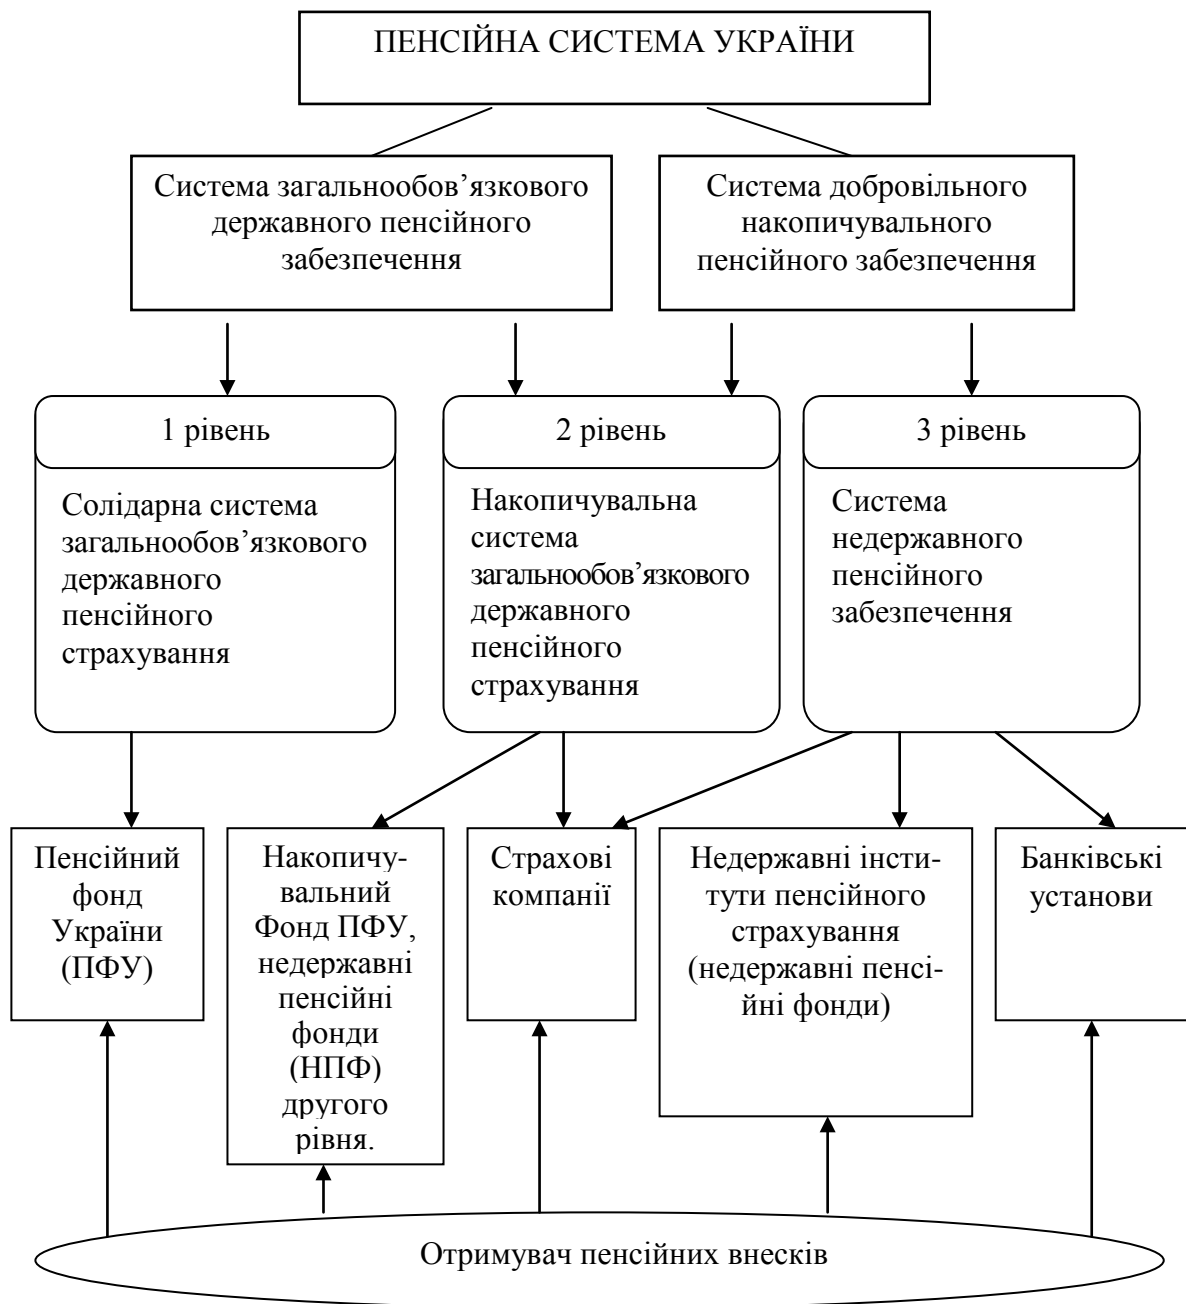 ПЕНСІЙНА СИСТЕМА УКРАЇНИ
Система загальнообов’язкового
державного пенсійного
забезпечення
Система добровільного
накопичувального
пенсійного забезпечення
1 рівень
Солідарна система
загальнообов’язкового
державного
пенсійного
страхування
2 рівень
Накопичувальна
система
загальнообов’язкового
державного
пенсійного
страхування
3 рівень
Система
недержавного
пенсійного
забезпечення
Пенсійний
фонд
України
(ПФУ)
Накопичу-
вальний
Фонд ПФУ,
недержавні
пенсійні
фонди
(НПФ)
другого
рівня.
Страхові
компанії
Недержавні інсти-
тути пенсійного
страхування
(недержавні пенсі-
йні фонди)
Банківські
установи
Отримувач пенсійних внесків